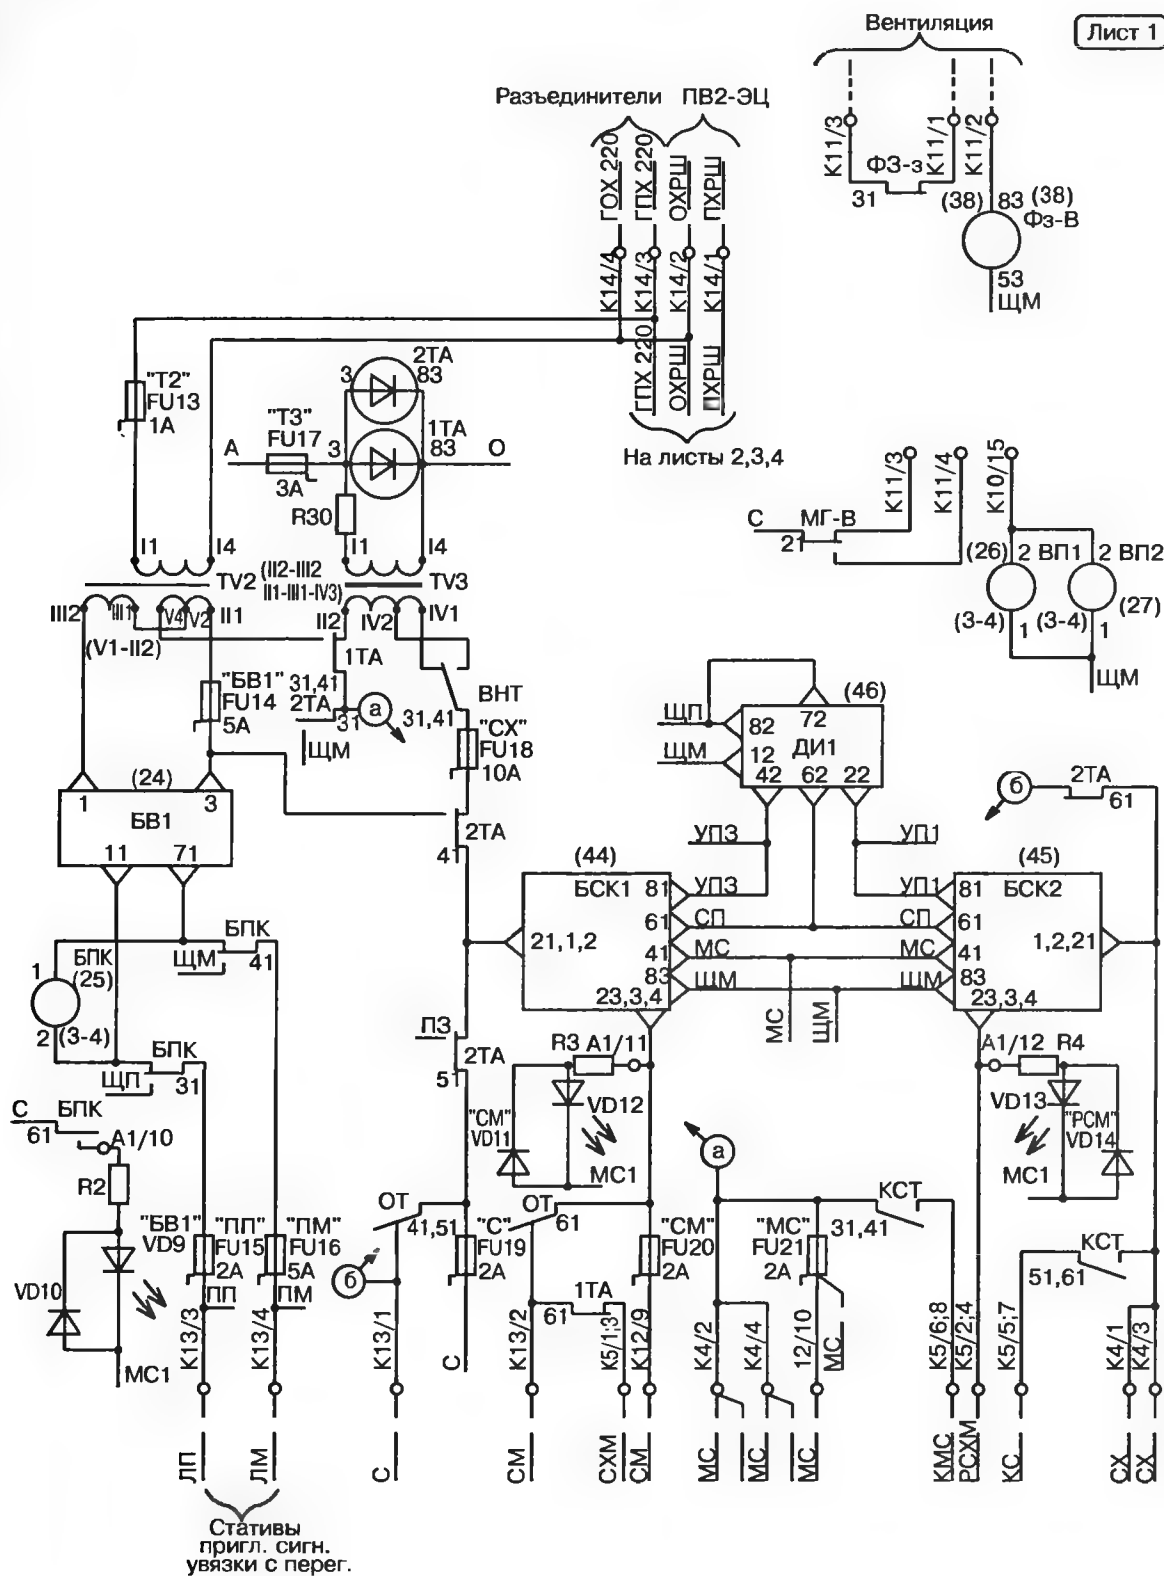 Вентиляция
Лист 1
Разъединители ПВ2-ЭЦ
К11/3
К11/1
К11/2
ФЗ-з
31
(38) 83 (38)
Фз-В
53
ЩМ
ГОХ 220
ГПХ 220
ОХРШ
ПХРШ
К14/4
К14/3
К14/2
К14/1
ГПХ 220
ОХРШ
ПХРШ
На листы 2,3,4
"Т2"
FU13
1А
2ТА
3 83
"Т3"
FU17
А
3А
3
1ТА
83
О
R30
I1 I4
I1 I4
TV2
(II2-III2
II1-III1-IV3)
TV3
III2 III1 V4 V2 II1
(V1-II2)
II2 IV2 IV1
1ТА
31,41
2ТА
31
а
ЩМ
31,41
ВНТ
"СХ"
FU18
10А
"БВ1"
FU14
5А
К11/3
К11/4
К10/15
С
МГ-В
21
(26) 2 ВП1 2 ВП2
(27)
(3-4) 1 (3-4) 1
ЩМ
(24)
1 3
БВ1
11 71
2ТА
4
(46)
ЩП
82 72
ЩМ
12 ДИ1
42 62 22
б
2ТА
61
УПЗ
УП1
(44)
БСК1 81
УПЗ
61
СП
21,1,2
41
МС
83
ЩМ
23,3,4
МС
ЩМ
(45)
УП1
81 БСК2
СП
61
МС
41
1,2,21
ЩМ
83
23,3,4
БПК
41
ЩМ
1
БПК
(25)
2 (3-4)
БПК
ЩП 31
С БПК
61
А1/10
R2
"БВ1"
VD9
VD10
МС1
"ПП"
FU15
2А
ПП
"ПМ"
FU16
5А
ПМ
К13/3
К13/4
ЛП
ЛМ
Стативы
пригл. сигн.
увязки с перег.
ПЗ
2ТА
5
ОТ
41,51
б
К13/1
С
"С"
FU19
2А
С
R3 А1/11
VD12
"СМ"
VD11
МС1
ОТ
61
1ТА
61
К13/2
К5/1;3
К12/9
СМ
СХМ
СМ
"СМ"
FU20
2А
а
"МС"
FU21
2А
КСТ
31,41
К4/2
К4/4
12/10
МС
МС
МС
МС
А1/12 R4
VD13
"РСМ"
VD14
МС1
КСТ
51,61
К5/6;8
К5/2;4
К5/5;7
К4/1
К4/3
КМС
РСХМ
КС
СХ
СХ